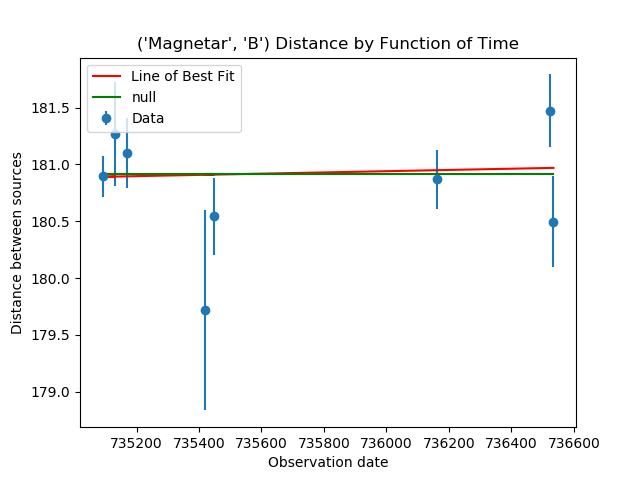 ('Magnetar', 'B') Distance by Function of Time
Line of Best Fit
null
Data
Distance between sources
181.5
181.0
180.5
180.0
179.5
179.0
735200 735400 735600 735800 736000 736200 736400 736600
Observation date